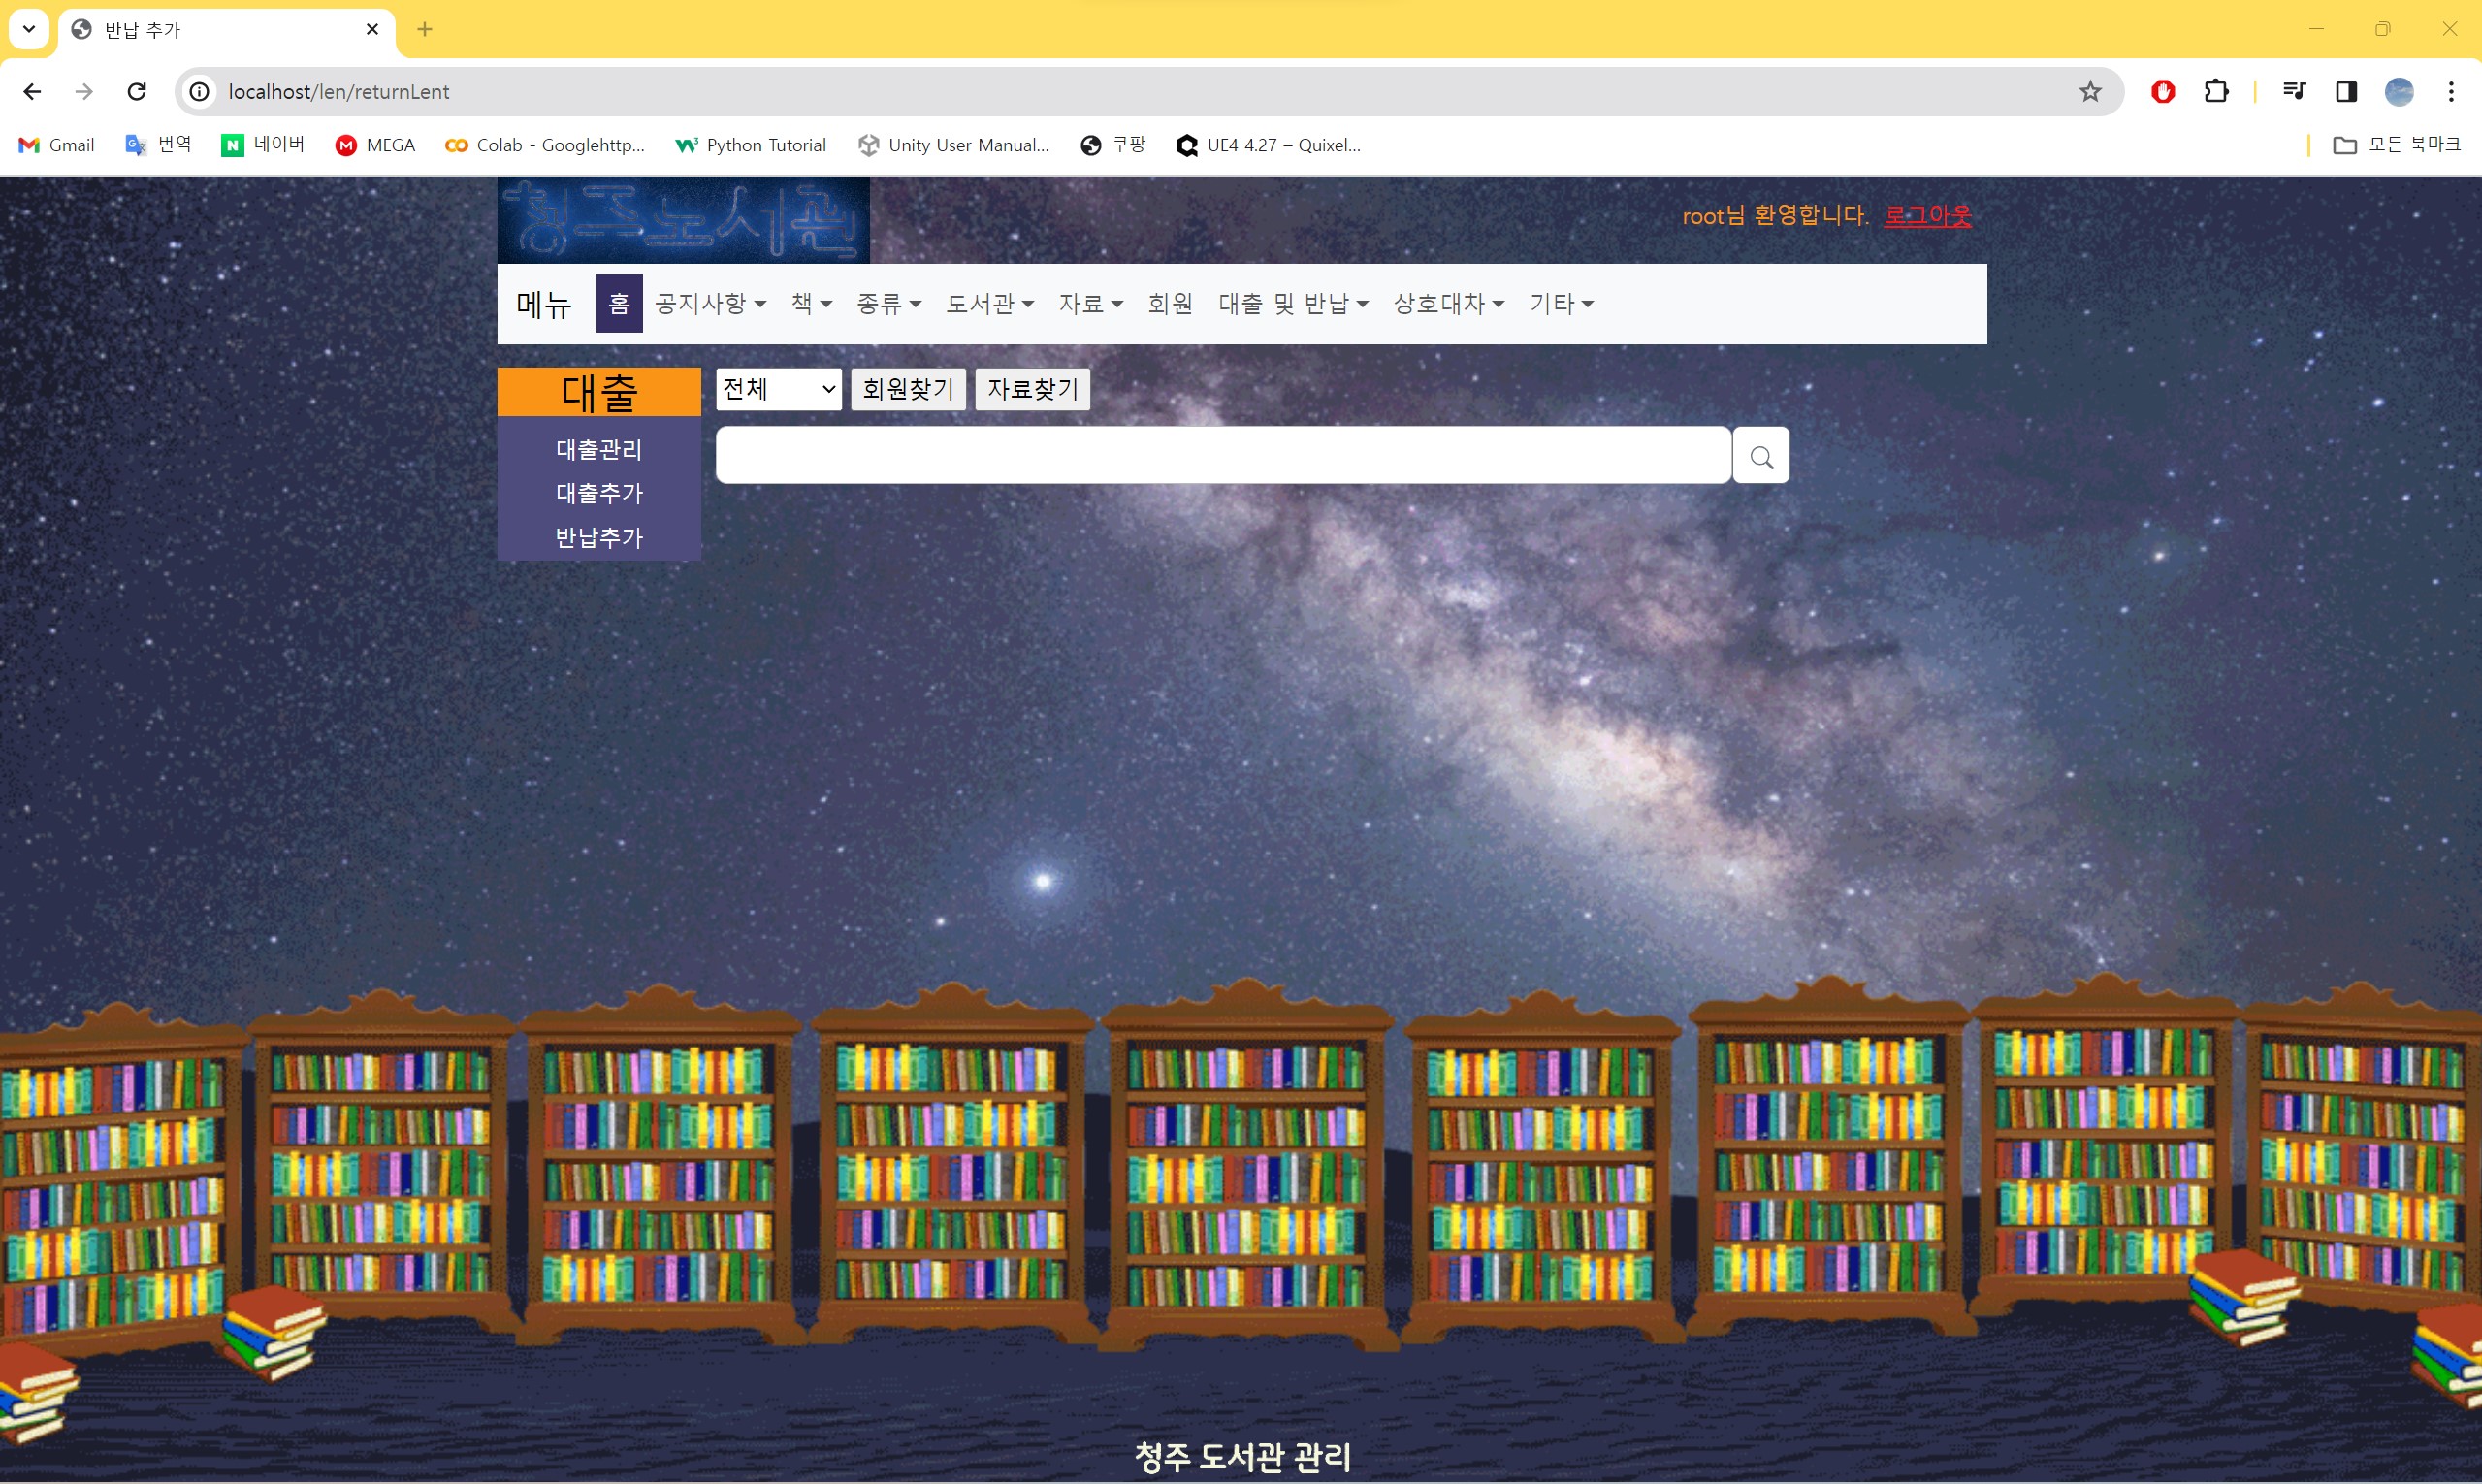 반납 추가
localhost/len/returnLent
Gmail 번역 네이버 MEGA Colab - Googlehttp... Python Tutorial Unity User Manual... 쿠팡 UE4 4.27 – Quixel... 모든 북마크
청주도서관
root님 환영합니다. 로그아웃
메뉴 홈 공지사항 책 종류 도서관 자료 회원 대출 및 반납 상호대차 기타
대출 전체 회원찾기 자료찾기
대출관리
대출추가
반납추가
청주 도서관 관리